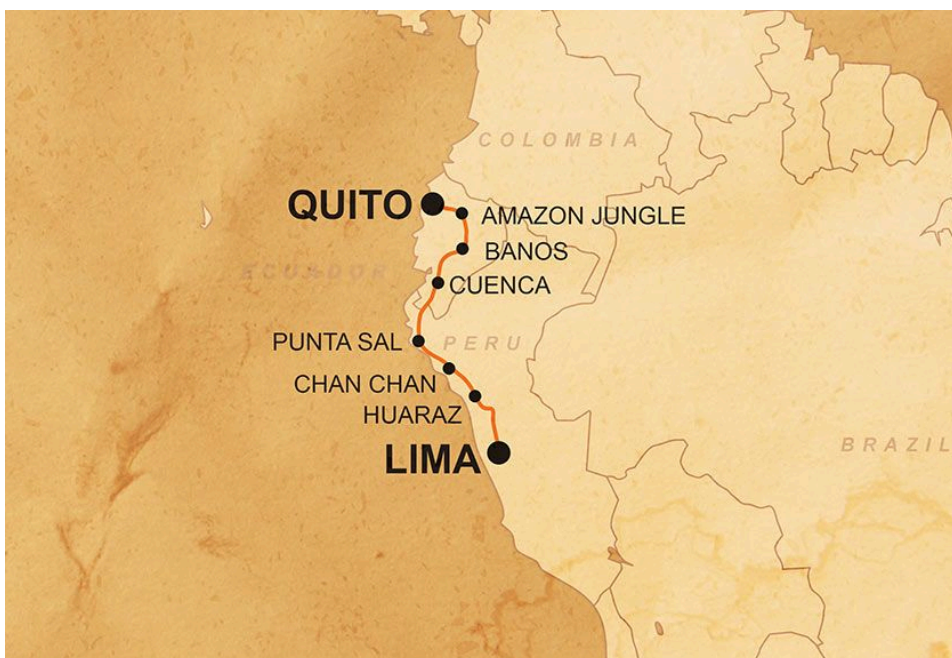 COLOMBIA
QUITO
AMAZON JUNGLE
BANOS
ECUADOR
CUENCA
PUNTA SAL
PERU
CHAN CHAN
HUARAZ
BRAZIL
LIMA